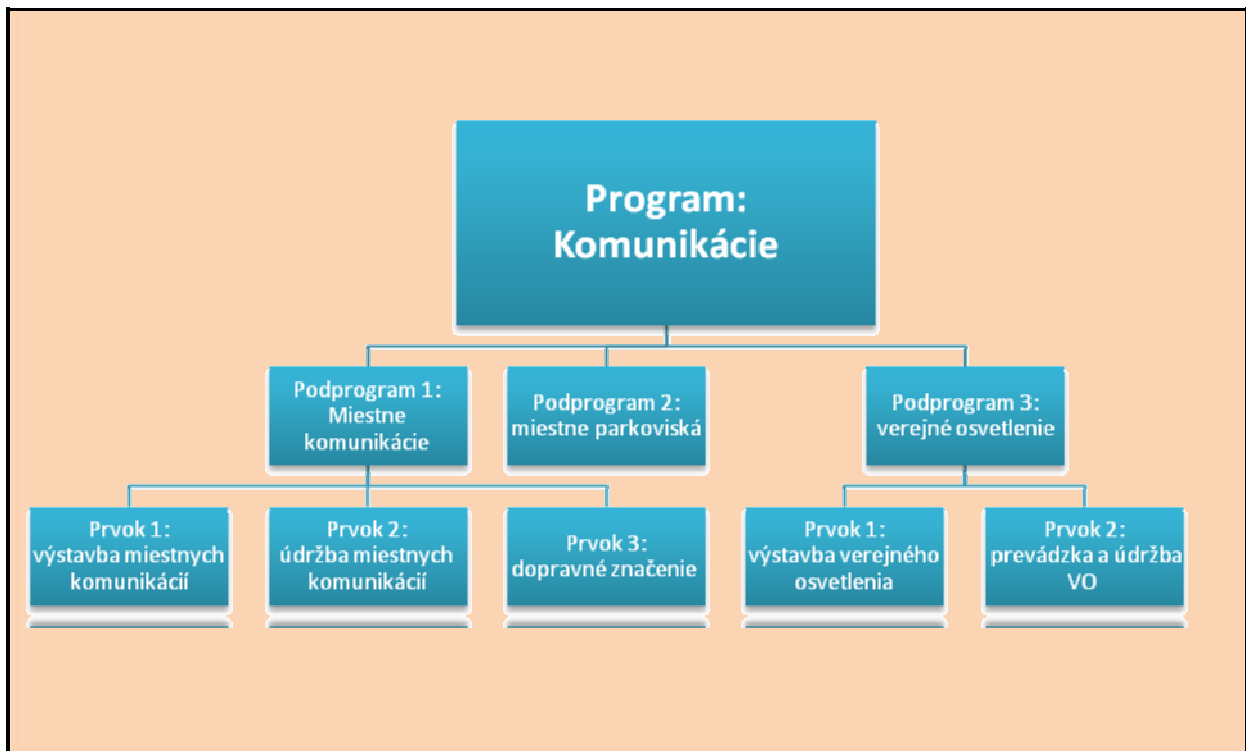 Program:
Komunikácie
Podprogram 1:
Miestne
komunikácie
Podprogram 2:
miestne parkoviská
Podprogram 3:
verejné osvetlenie
Prvok 1:
výstavba miestnych
komunikácií
Prvok 2:
údržba miestnych
komunikácií
Prvok 3:
dopravné značenie
Prvok 1:
výstavba verejného
osvetlenia
Prvok 2:
prevádzka a údržba
VO